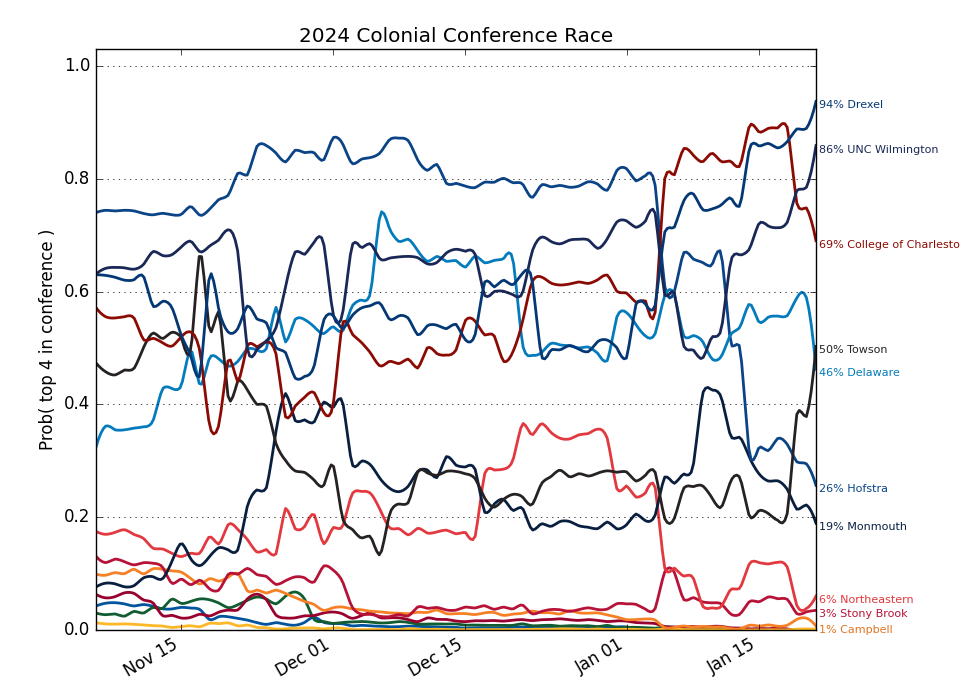 2024 Colonial Conference Race
Prob( top 4 in conference )
1.0
0.8
0.6
0.4
0.2
0.0
Nov 15
Dec 01
Dec 15
Jan 01
Jan 15
94% Drexel
86% UNC Wilmington
69% College of Charlesto
50% Towson
46% Delaware
26% Hofstra
19% Monmouth
6% Northeastern
3% Stony Brook
1% Campbell